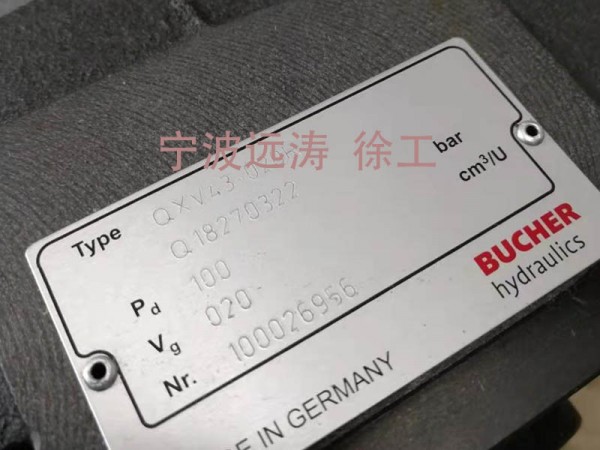 宁波远涛 徐工
Type QXV43
Q18270322
Pd 100 bar
Vg 020 cm³/U
Nr. 100026956
BUCHER
hydraulics
IN GERMANY